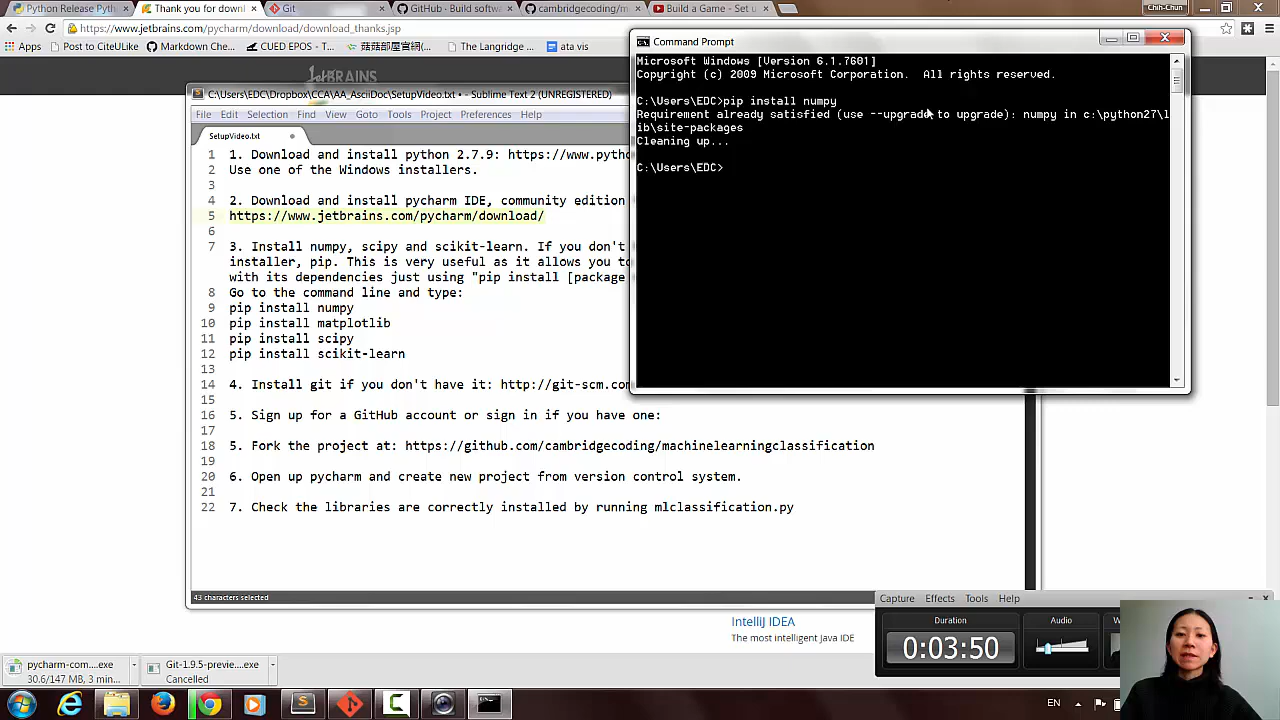 Python Release Pyth
Thank you for downl
Git
GitHub · Build softwa
cambridgecoding/m
Build a Game - Set u
Chih-Chun
https://www.jetbrains.com/pycharm/download/download_thanks.jsp
Apps
Post to CiteULike
Markdown Che...
CUED EPOS - T...
The Langridge ...
ata vis
JETBRAINS
Command Prompt
Microsoft Windows [Version 6.1.7601]
Copyright (c) 2009 Microsoft Corporation.  All rights reserved.
C:\Users\EDC>pip install numpy
Requirement already satisfied (use --upgrade to upgrade): numpy in c:\python27\l
ib\site-packages
Cleaning up...
C:\Users\EDC>
C:\Users\EDC\Dropbox\CCA\AA_AsciiDoc\SetupVideo.txt • - Sublime Text 2 (UNREGISTERED)
File Edit Selection Find View Goto Tools Project Preferences Help
SetupVideo.txt
1 1. Download and install python 2.7.9: https://www.pytho
2 Use one of the Windows installers.
3
4 2. Download and install pycharm IDE, community edition
5 https://www.jetbrains.com/pycharm/download/
6
7 3. Install numpy, scipy and scikit-learn. If you don't
installer, pip. This is very useful as it allows you to
with its dependencies just using "pip install [package
8 Go to the command line and type:
9 pip install numpy
10 pip install matplotlib
11 pip install scipy
12 pip install scikit-learn
13
14 4. Install git if you don't have it: http://git-scm.com
15
16 5. Sign up for a GitHub account or sign in if you have one:
17
18 5. Fork the project at: https://github.com/cambridgecoding/machinelearningclassification
19
20 6. Open up pycharm and create new project from version control system.
21
22 7. Check the libraries are correctly installed by running mlclassification.py
43 characters selected
IntelliJ IDEA
The most intelligent Java IDE
Capture Effects Tools Help
Duration
0:03:50
Audio
W
pycharm-com....exe
30.6/147 MB, 3 min...
Git-1.9.5-previe....exe
Cancelled
EN